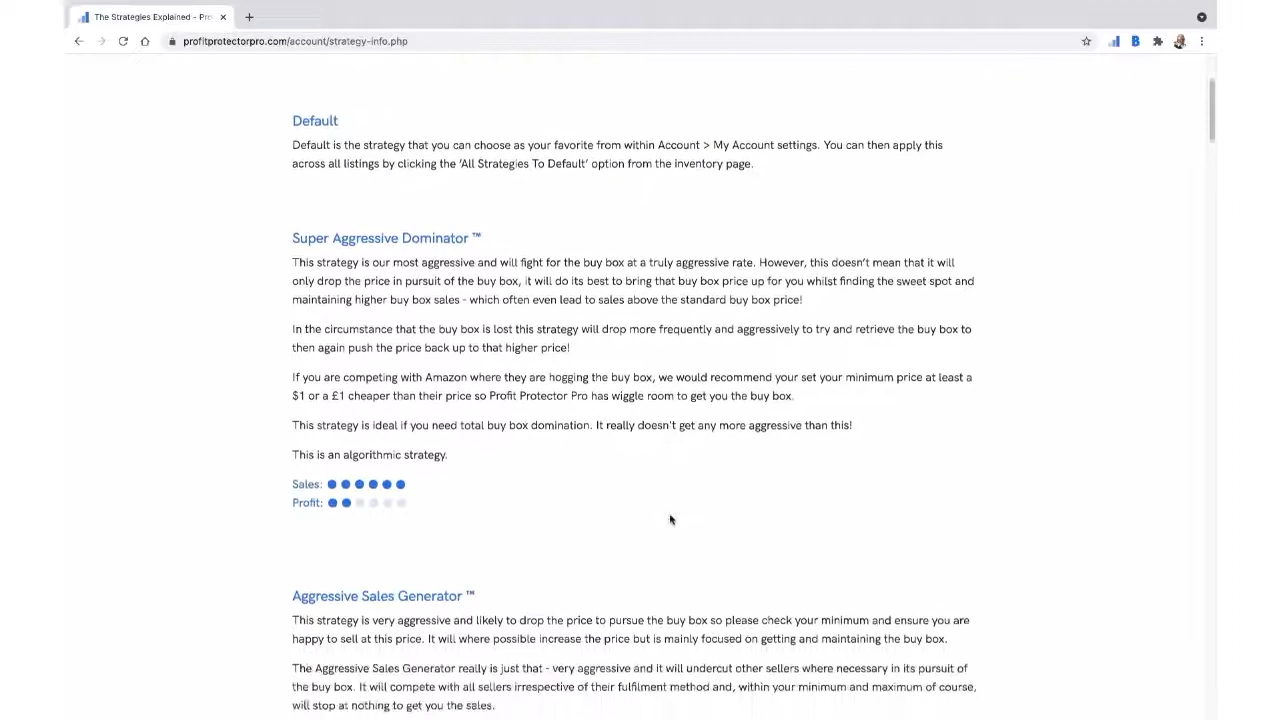 The Strategies Explained - Pro
profitprotectorpro.com/account/strategy-info.php
B
Default
Default is the strategy that you can choose as your favorite from within Account > My Account settings. You can then apply this
across all listings by clicking the 'All Strategies To Default' option from the inventory page.
Super Aggressive Dominator ™
This strategy is our most aggressive and will fight for the buy box at a truly aggressive rate. However, this doesn't mean that it will
only drop the price in pursuit of the buy box, it will do its best to bring that buy box price up for you whilst finding the sweet spot and
maintaining higher buy box sales - which often even lead to sales above the standard buy box price!
In the circumstance that the buy box is lost this strategy will drop more frequently and aggressively to try and retrieve the buy box to
then again push the price back up to that higher price!
If you are competing with Amazon where they are hogging the buy box, we would recommend your set your minimum price at least a
$1 or a £1 cheaper than their price so Profit Protector Pro has wiggle room to get you the buy box.
This strategy is ideal if you need total buy box domination. It really doesn't get any more aggressive than this!
This is an algorithmic strategy.
Sales:
Profit:
Aggressive Sales Generator ™
This strategy is very aggressive and likely to drop the price to pursue the buy box so please check your minimum and ensure you are
happy to sell at this price. It will where possible increase the price but is mainly focused on getting and maintaining the buy box.
The Aggressive Sales Generator really is just that - very aggressive and it will undercut other sellers where necessary in its pursuit of
the buy box. It will compete with all sellers irrespective of their fulfilment method and, within your minimum and maximum of course,
will stop at nothing to get you the sales.